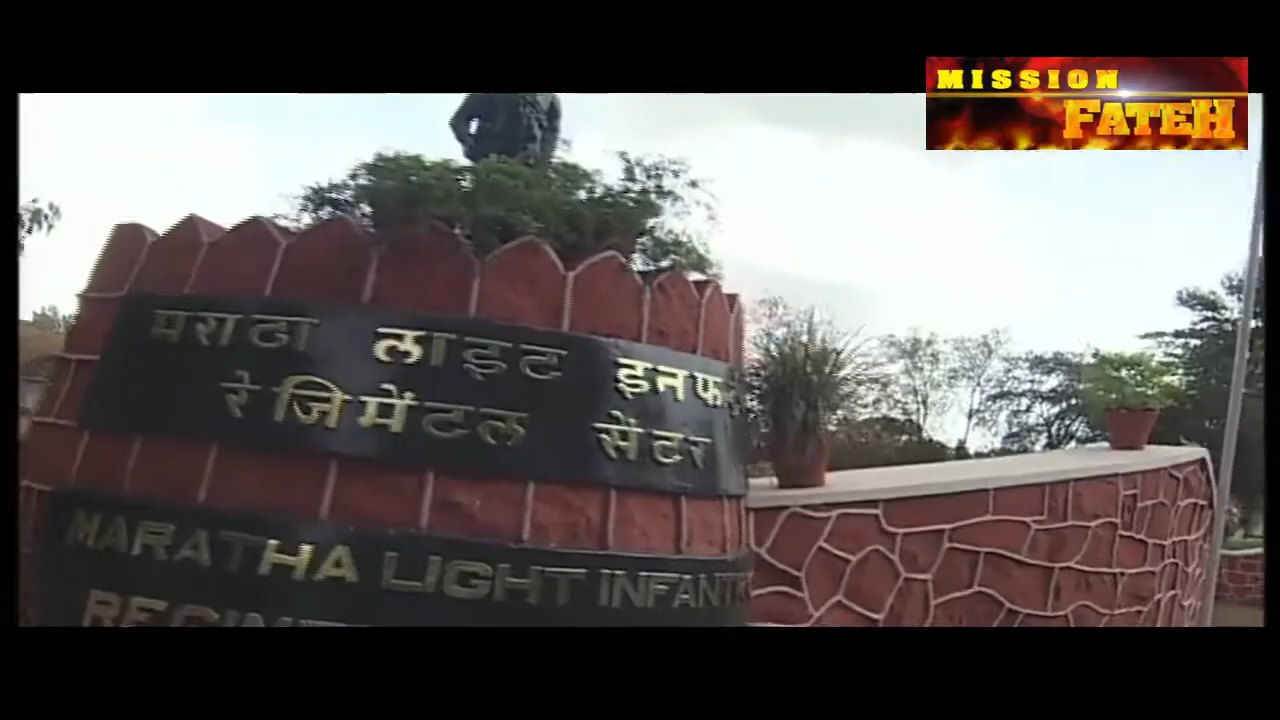 MISSION
FATEH
मराठा लाइट इनफ
रेजिमेंटल सेंटर
MARATHA LIGHT INFANT